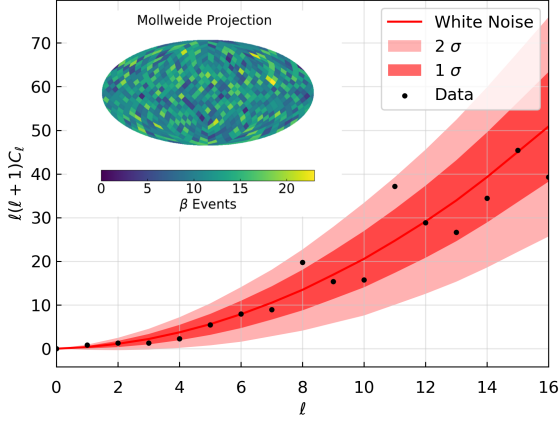 Mollweide Projection
0 5 10 15 20
β Events
White Noise
2 σ
1 σ
Data
ℓ(ℓ + 1)Cℓ
70
60
50
40
30
20
10
0
0 2 4 6 8 10 12 14 16
ℓ